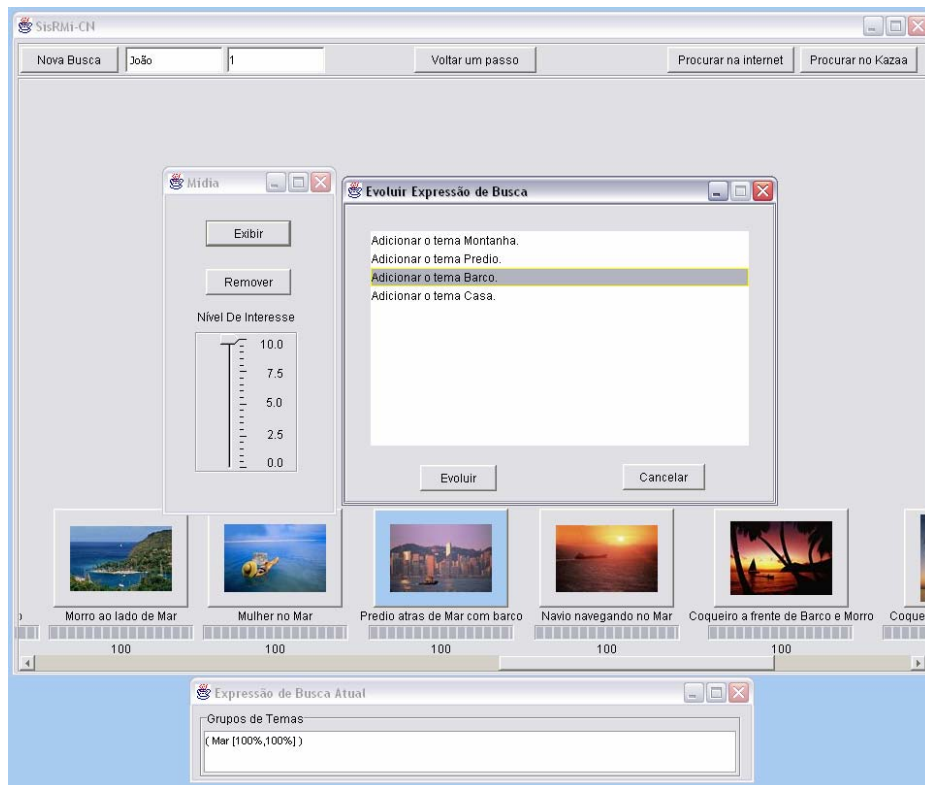 SisRMi-CN
Nova Busca João 1 Voltar um passo Procurar na internet Procurar no Kazaa
Mídia
Exibir
Remover
Nível De Interesse
10.0
7.5
5.0
2.5
0.0
Evoluir Expressão de Busca
Adicionar o tema Montanha.
Adicionar o tema Predio.
Adicionar o tema Barco.
Adicionar o tema Casa.
Evoluir Cancelar
Morro ao lado de Mar Mulher no Mar Predio atras de Mar com barco Navio navegando no Mar Coqueiro a frente de Barco e Morro Coque
100 100 100 100 100
Expressão de Busca Atual
Grupos de Temas
( Mar [100%,100%] )